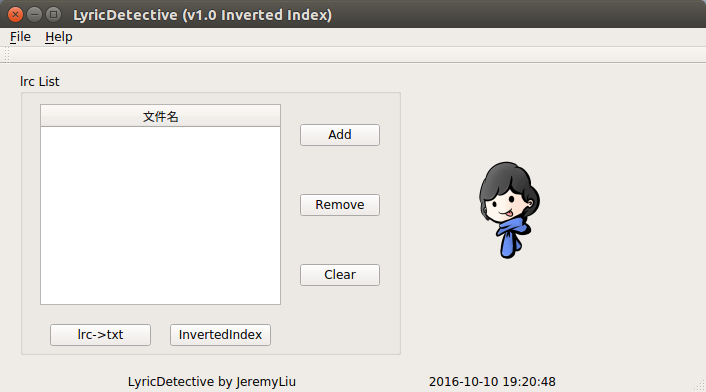 LyricDetective (v1.0 Inverted Index)
File Help
lrc List
文件名
Add
Remove
Clear
lrc->txt InvertedIndex
LyricDetective by JeremyLiu 2016-10-10 19:20:48